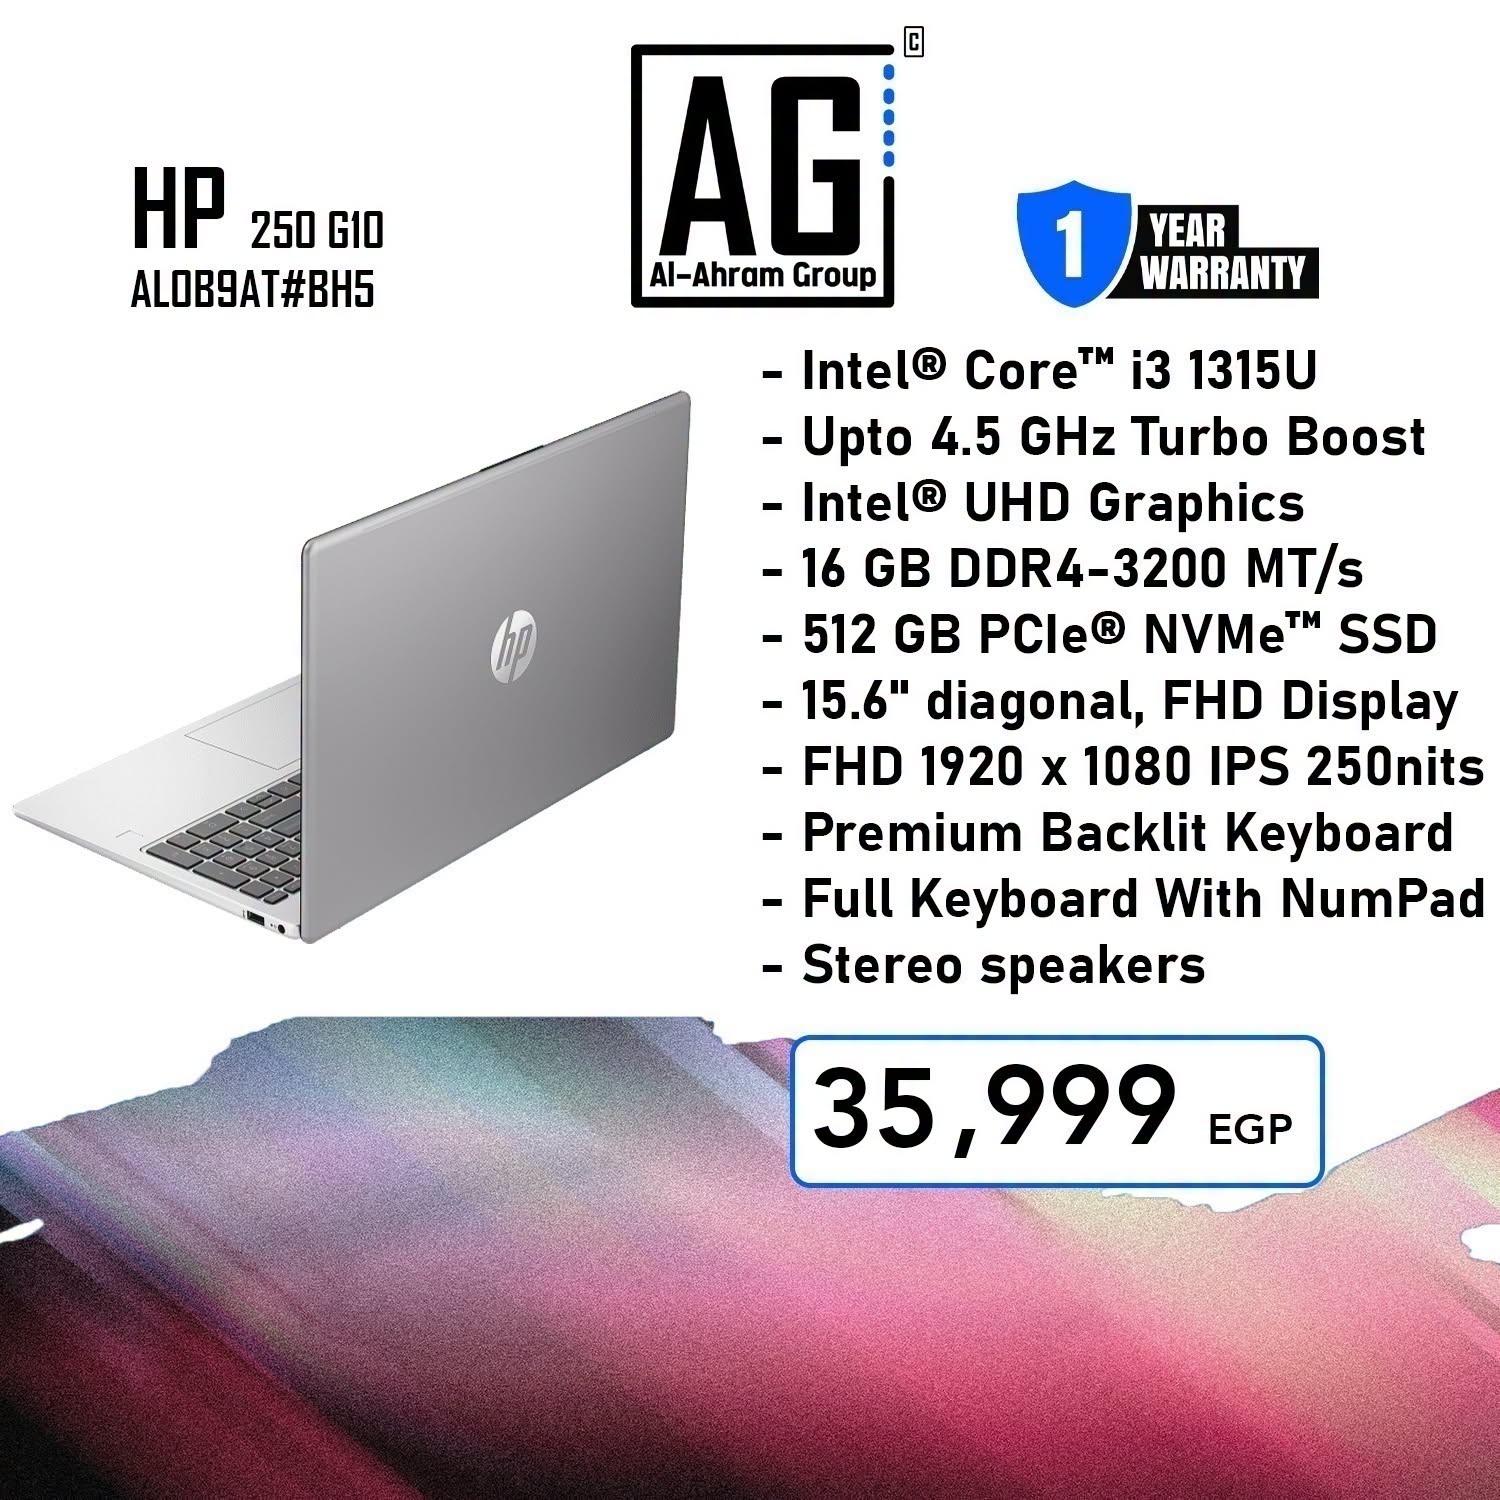 C
AG
Al-Ahram Group
HP 250 G10
AL0B9AT#BH5
1 YEAR
WARRANTY
- Intel® Core™ i3 1315U
- Upto 4.5 GHz Turbo Boost
- Intel® UHD Graphics
- 16 GB DDR4-3200 MT/s
- 512 GB PCIe® NVMe™ SSD
- 15.6" diagonal, FHD Display
- FHD 1920 x 1080 IPS 250nits
- Premium Backlit Keyboard
- Full Keyboard With NumPad
- Stereo speakers
hp
35,999 EGP